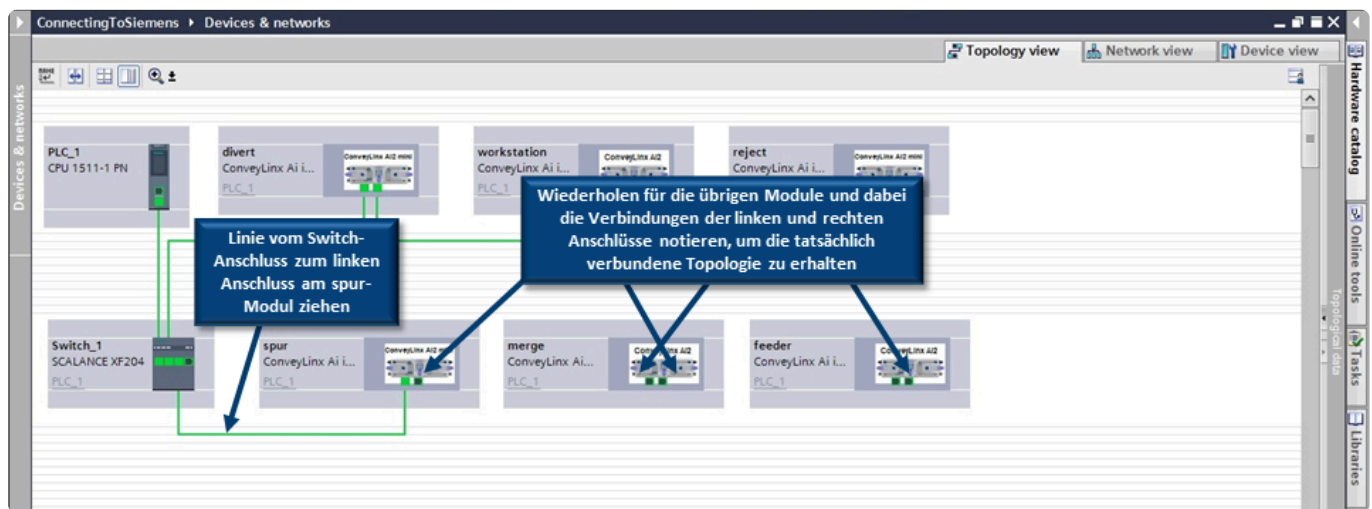 ConnectingToSiemens ▸ Devices & networks
Topology view
Network view
Device view
Devices & networks
PLC_1
CPU 1511-1 PN
divert
ConveyLinx Ai i...
PLC_1
ConveyLinx Ai2 mini
workstation
ConveyLinx Ai i...
PLC_1
ConveyLinx Ai2
reject
ConveyLinx Ai i...
ConveyLinx Ai2 mini
Wiederholen für die übrigen Module und dabei
die Verbindungen der linken und rechten
Anschlüsse notieren, um die tatsächlich
verbundene Topologie zu erhalten
Linie vom Switch-
Anschluss zum linken
Anschluss am spur-
Modul ziehen
Switch_1
SCALANCE XF204
PLC_1
spur
ConveyLinx Ai i...
PLC_1
ConveyLinx Ai2
merge
ConveyLinx Ai...
PLC_1
ConveyLinx Ai2
feeder
ConveyLinx Ai i...
PLC_1
ConveyLinx Ai2
Hardware catalog
Online tools
Tasks
Libraries
Topological data